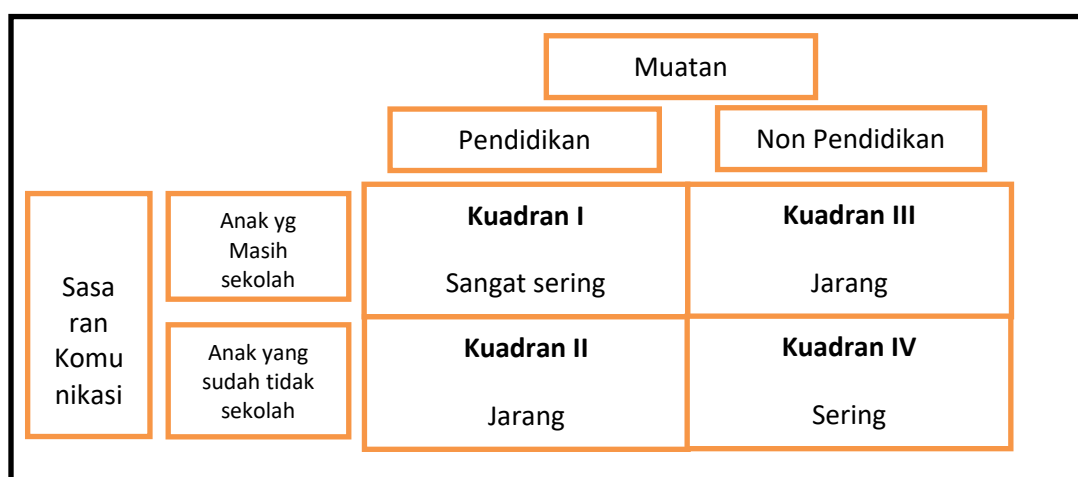 Muatan
Pendidikan
Non Pendidikan
Sasa
ran
Komu
nikasi
Anak yg
Masih
sekolah
Kuadran I
Sangat sering
Kuadran III
Jarang
Anak yang
sudah tidak
sekolah
Kuadran II
Jarang
Kuadran IV
Sering